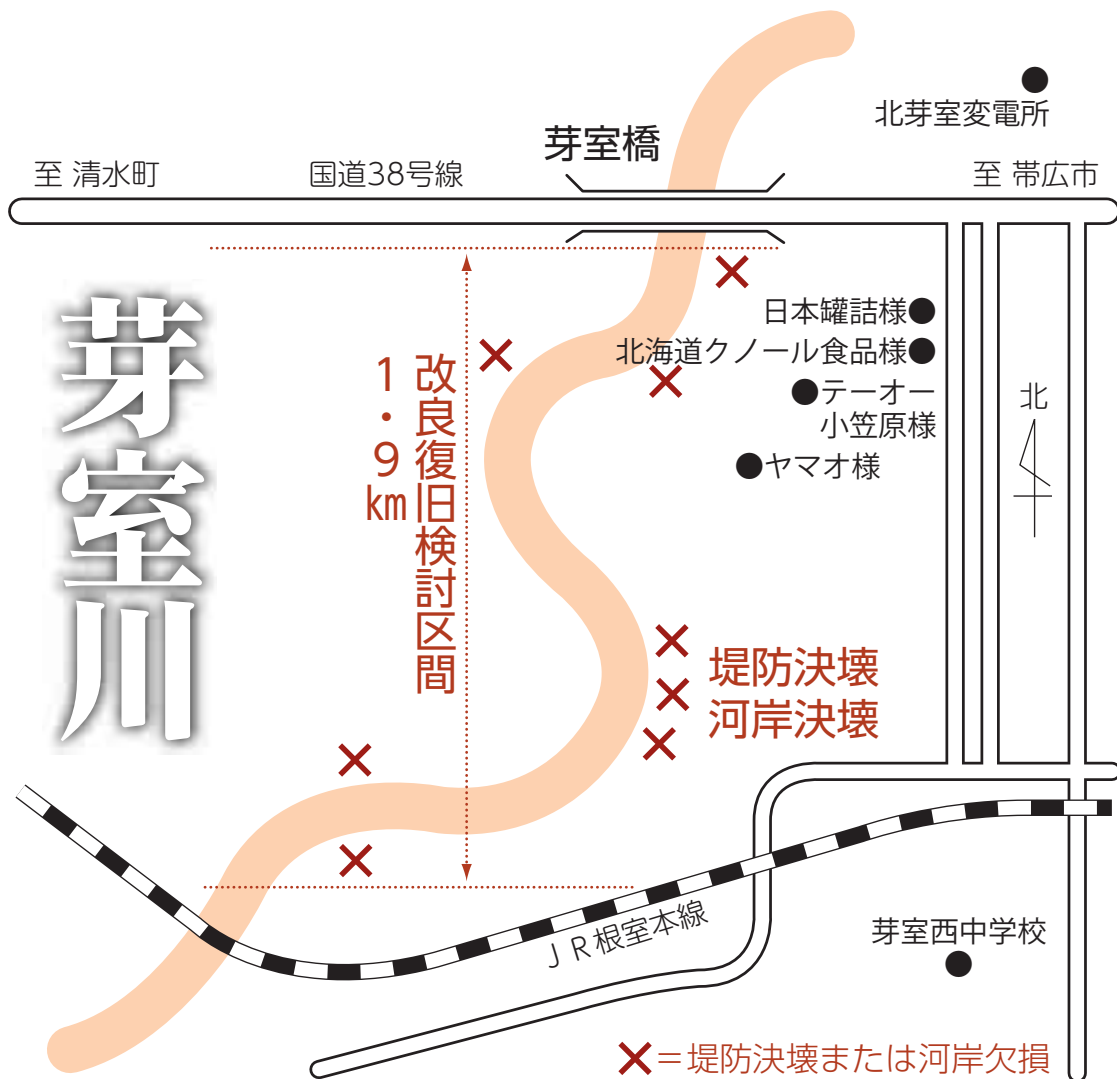 北芽室変電所
芽室橋
至 清水町
国道38号線
至 帯広市
芽室川
改良復旧検討区間
1・9km
日本罐詰様●
北海道クノール食品様●
●テーオー
小笠原様
●ヤマオ様
北
堤防決壊
河岸決壊
JR根室本線
芽室西中学校
×=堤防決壊または河岸欠損